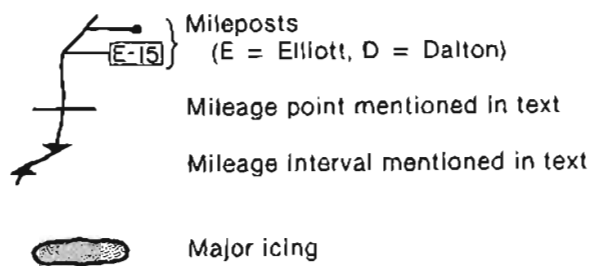 Mileposts
E-15
(E = Elliott, D = Dalton)
Mileage point mentioned in text
Mileage interval mentioned in text
Major icing